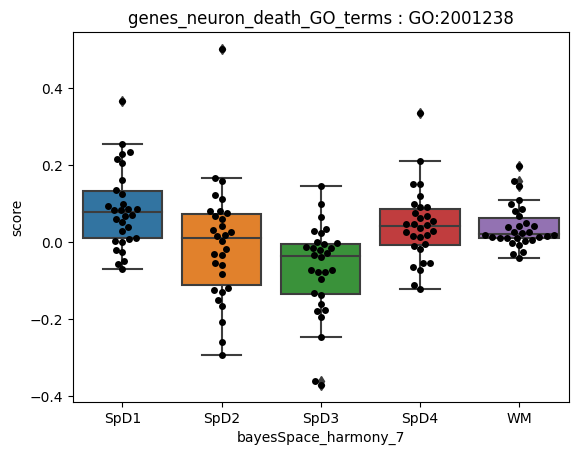 genes_neuron_death_GO_terms : GO:2001238
score
0.4
0.2
0.0
−0.2
−0.4
SpD1 SpD2 SpD3 SpD4 WM
bayesSpace_harmony_7